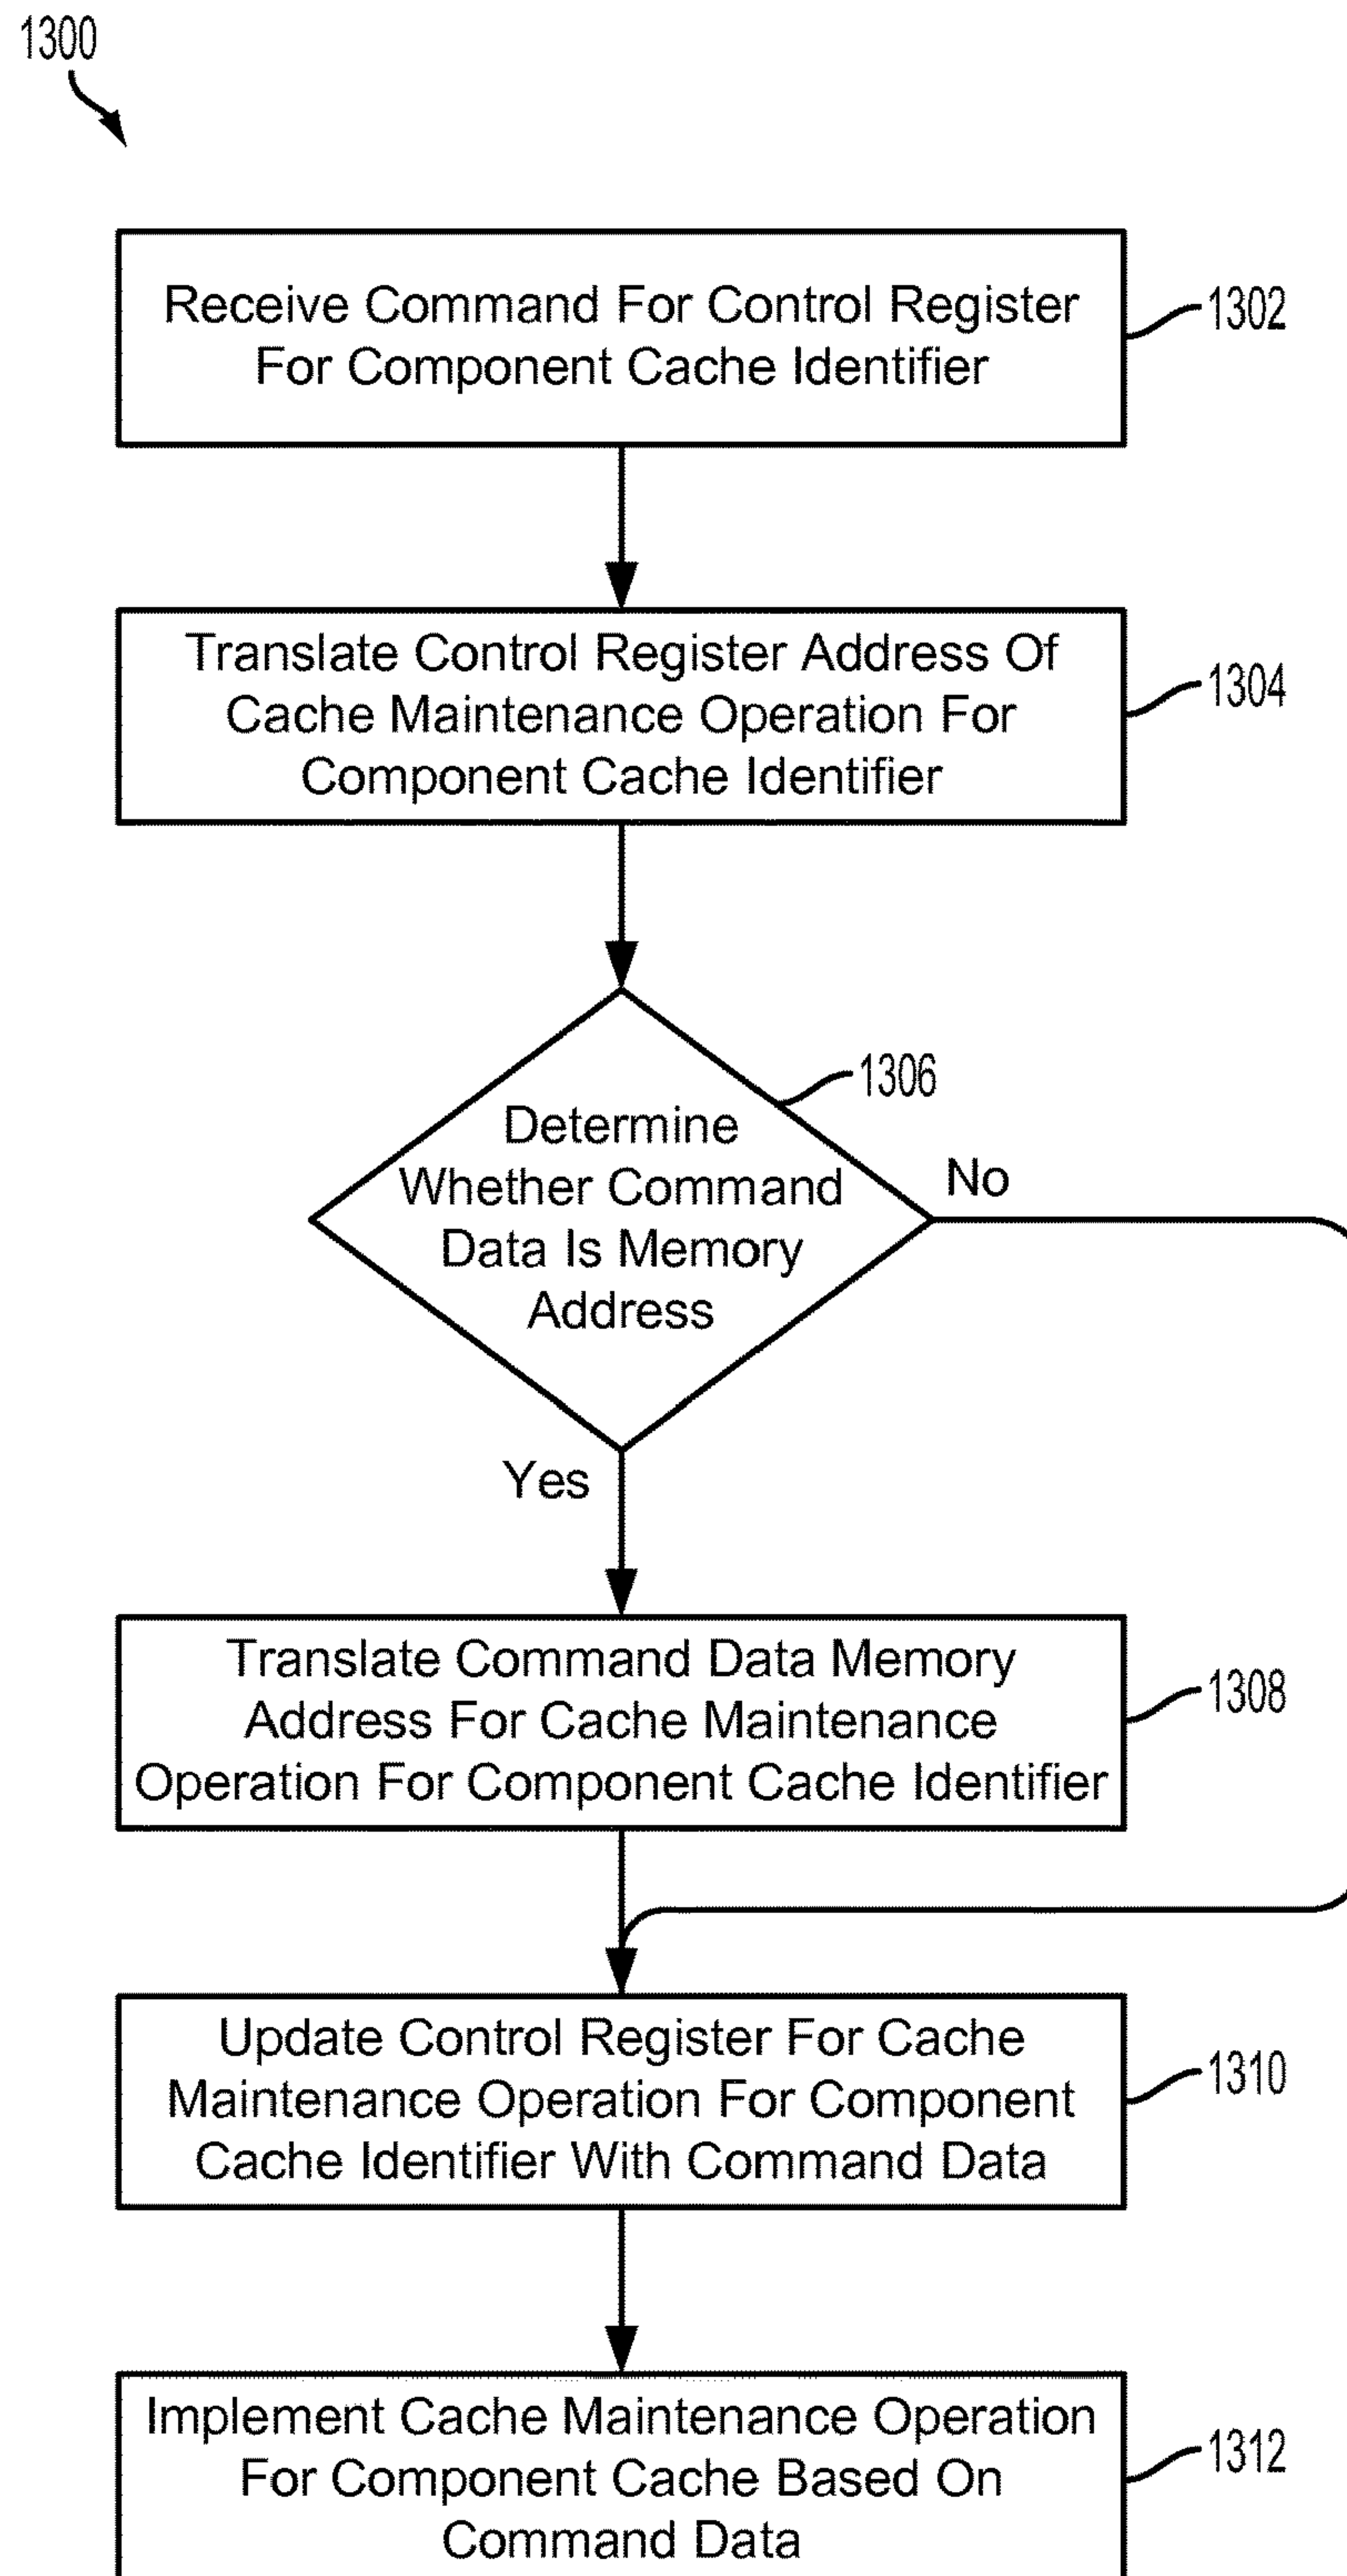 1300
Receive Command For Control Register
For Component Cache Identifier
1302
Translate Control Register Address Of
Cache Maintenance Operation For
Component Cache Identifier
1304
1306
Determine
Whether Command
Data Is Memory
Address
No
Yes
Translate Command Data Memory
Address For Cache Maintenance
Operation For Component Cache Identifier
1308
Update Control Register For Cache
Maintenance Operation For Component
Cache Identifier With Command Data
1310
Implement Cache Maintenance Operation
For Component Cache Based On
Command Data
1312